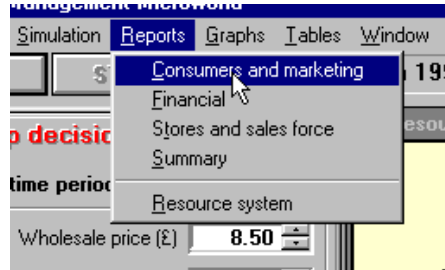 Management Microworld
Simulation Reports Graphs Tables Window
Consumers and marketing
Financial
Stores and sales force
Summary
Resource system
time period
Wholesale price (£) 8.50